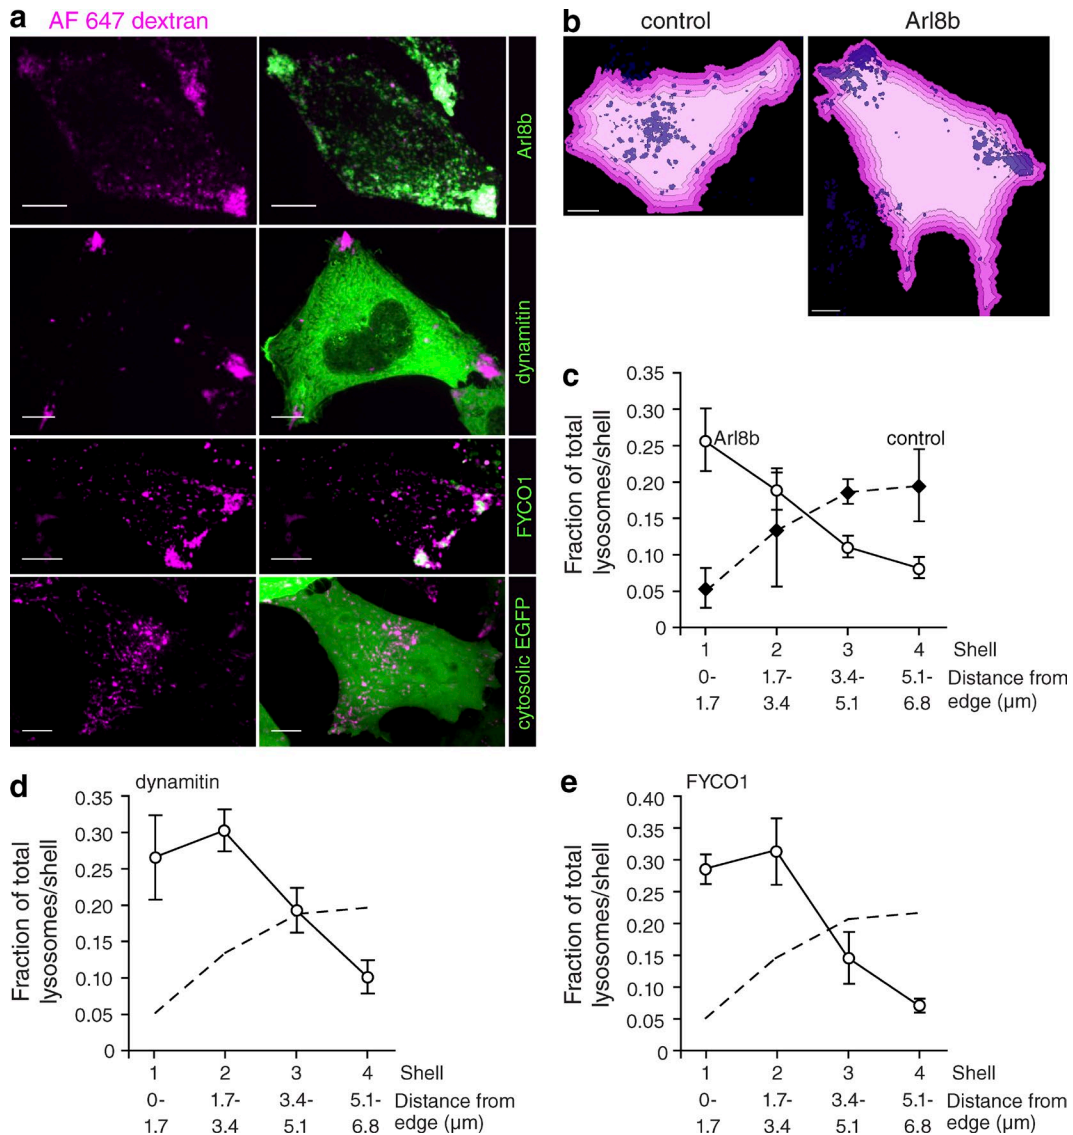 a AF 647 dextran
Arl8b
dynamitin
FYCO1
cytosolic EGFP
b control Arl8b
c
Fraction of total
lysosomes/shell
0.35
0.30
0.25
0.20
0.15
0.10
0.05
0
Arl8b
control
1 2 3 4 Shell
0- 1.7- 3.4- 5.1- Distance from
1.7 3.4 5.1 6.8 edge (μm)
d dynamitin
Fraction of total
lysosomes/shell
0.35
0.30
0.25
0.20
0.15
0.10
0.05
0
1 2 3 4 Shell
0- 1.7- 3.4- 5.1- Distance from
1.7 3.4 5.1 6.8 edge (μm)
e FYCO1
Fraction of total
lysosomes/shell
0.40
0.35
0.30
0.25
0.20
0.15
0.10
0.05
0
1 2 3 4 Shell
0- 1.7- 3.4- 5.1- Distance from
1.7 3.4 5.1 6.8 edge (μm)